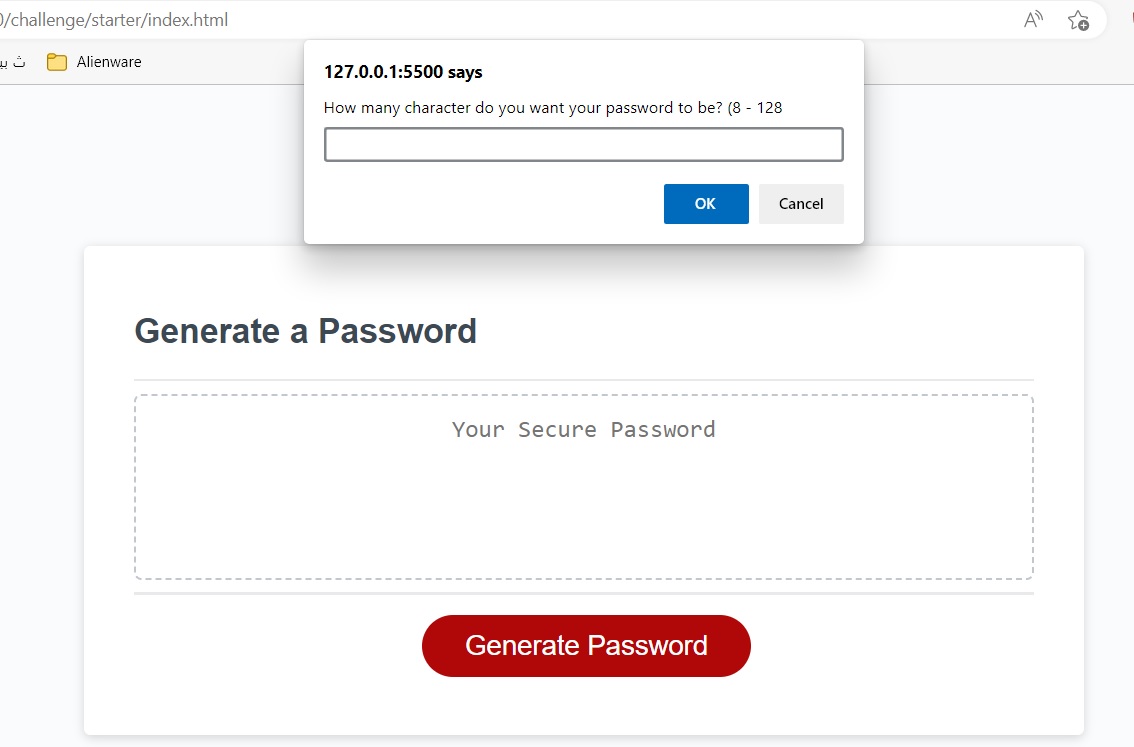 /challenge/starter/index.html
Alienware
127.0.0.1:5500 says
How many character do you want your password to be? (8 - 128
OK
Cancel
Generate a Password
Your Secure Password
Generate Password